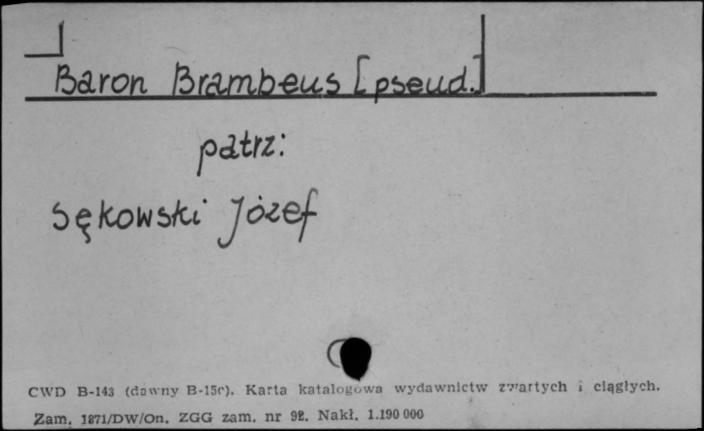 Baron Brambeus [pseud.]
patrz:
Sękowski Józef
CWD B-143 (dawny B-15c). Karta katalogowa wydawnictw zwartych i ciągłych.
Zam. 1871/DW/On. ZGG zam. nr 92. Nakł. 1.190 000